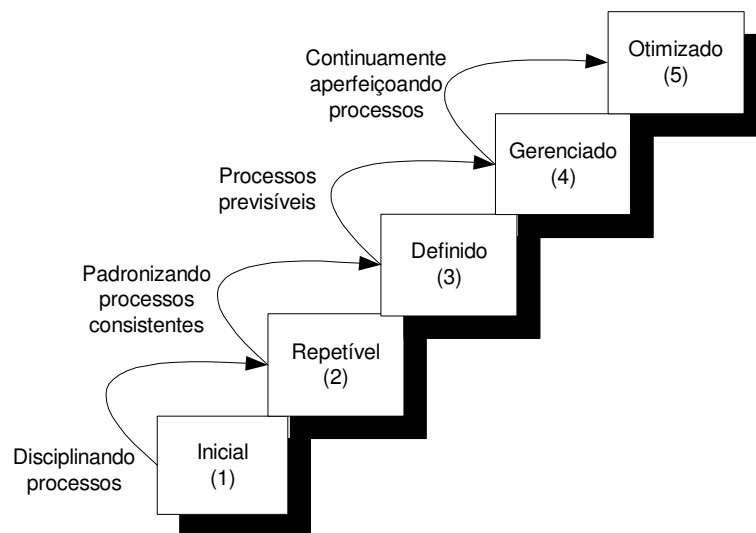 Continuamente
aperfeiçoando
processos
Otimizado
(5)
Processos
previsíveis
Gerenciado
(4)
Padronizando
processos
consistentes
Definido
(3)
Repetível
(2)
Disciplinando
processos
Inicial
(1)